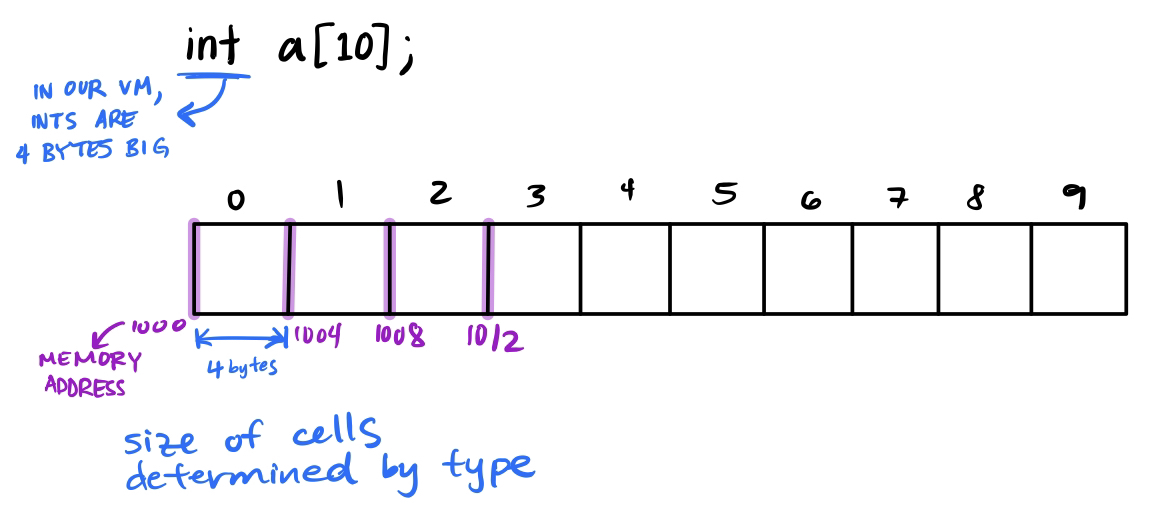 int a[10];
IN OUR VM,
INTS ARE
4 BYTES BIG
0 1 2 3 4 5 6 7 8 9
1000 1004 1008 1012
MEMORY
ADDRESS
4 bytes
size of cells
determined by type